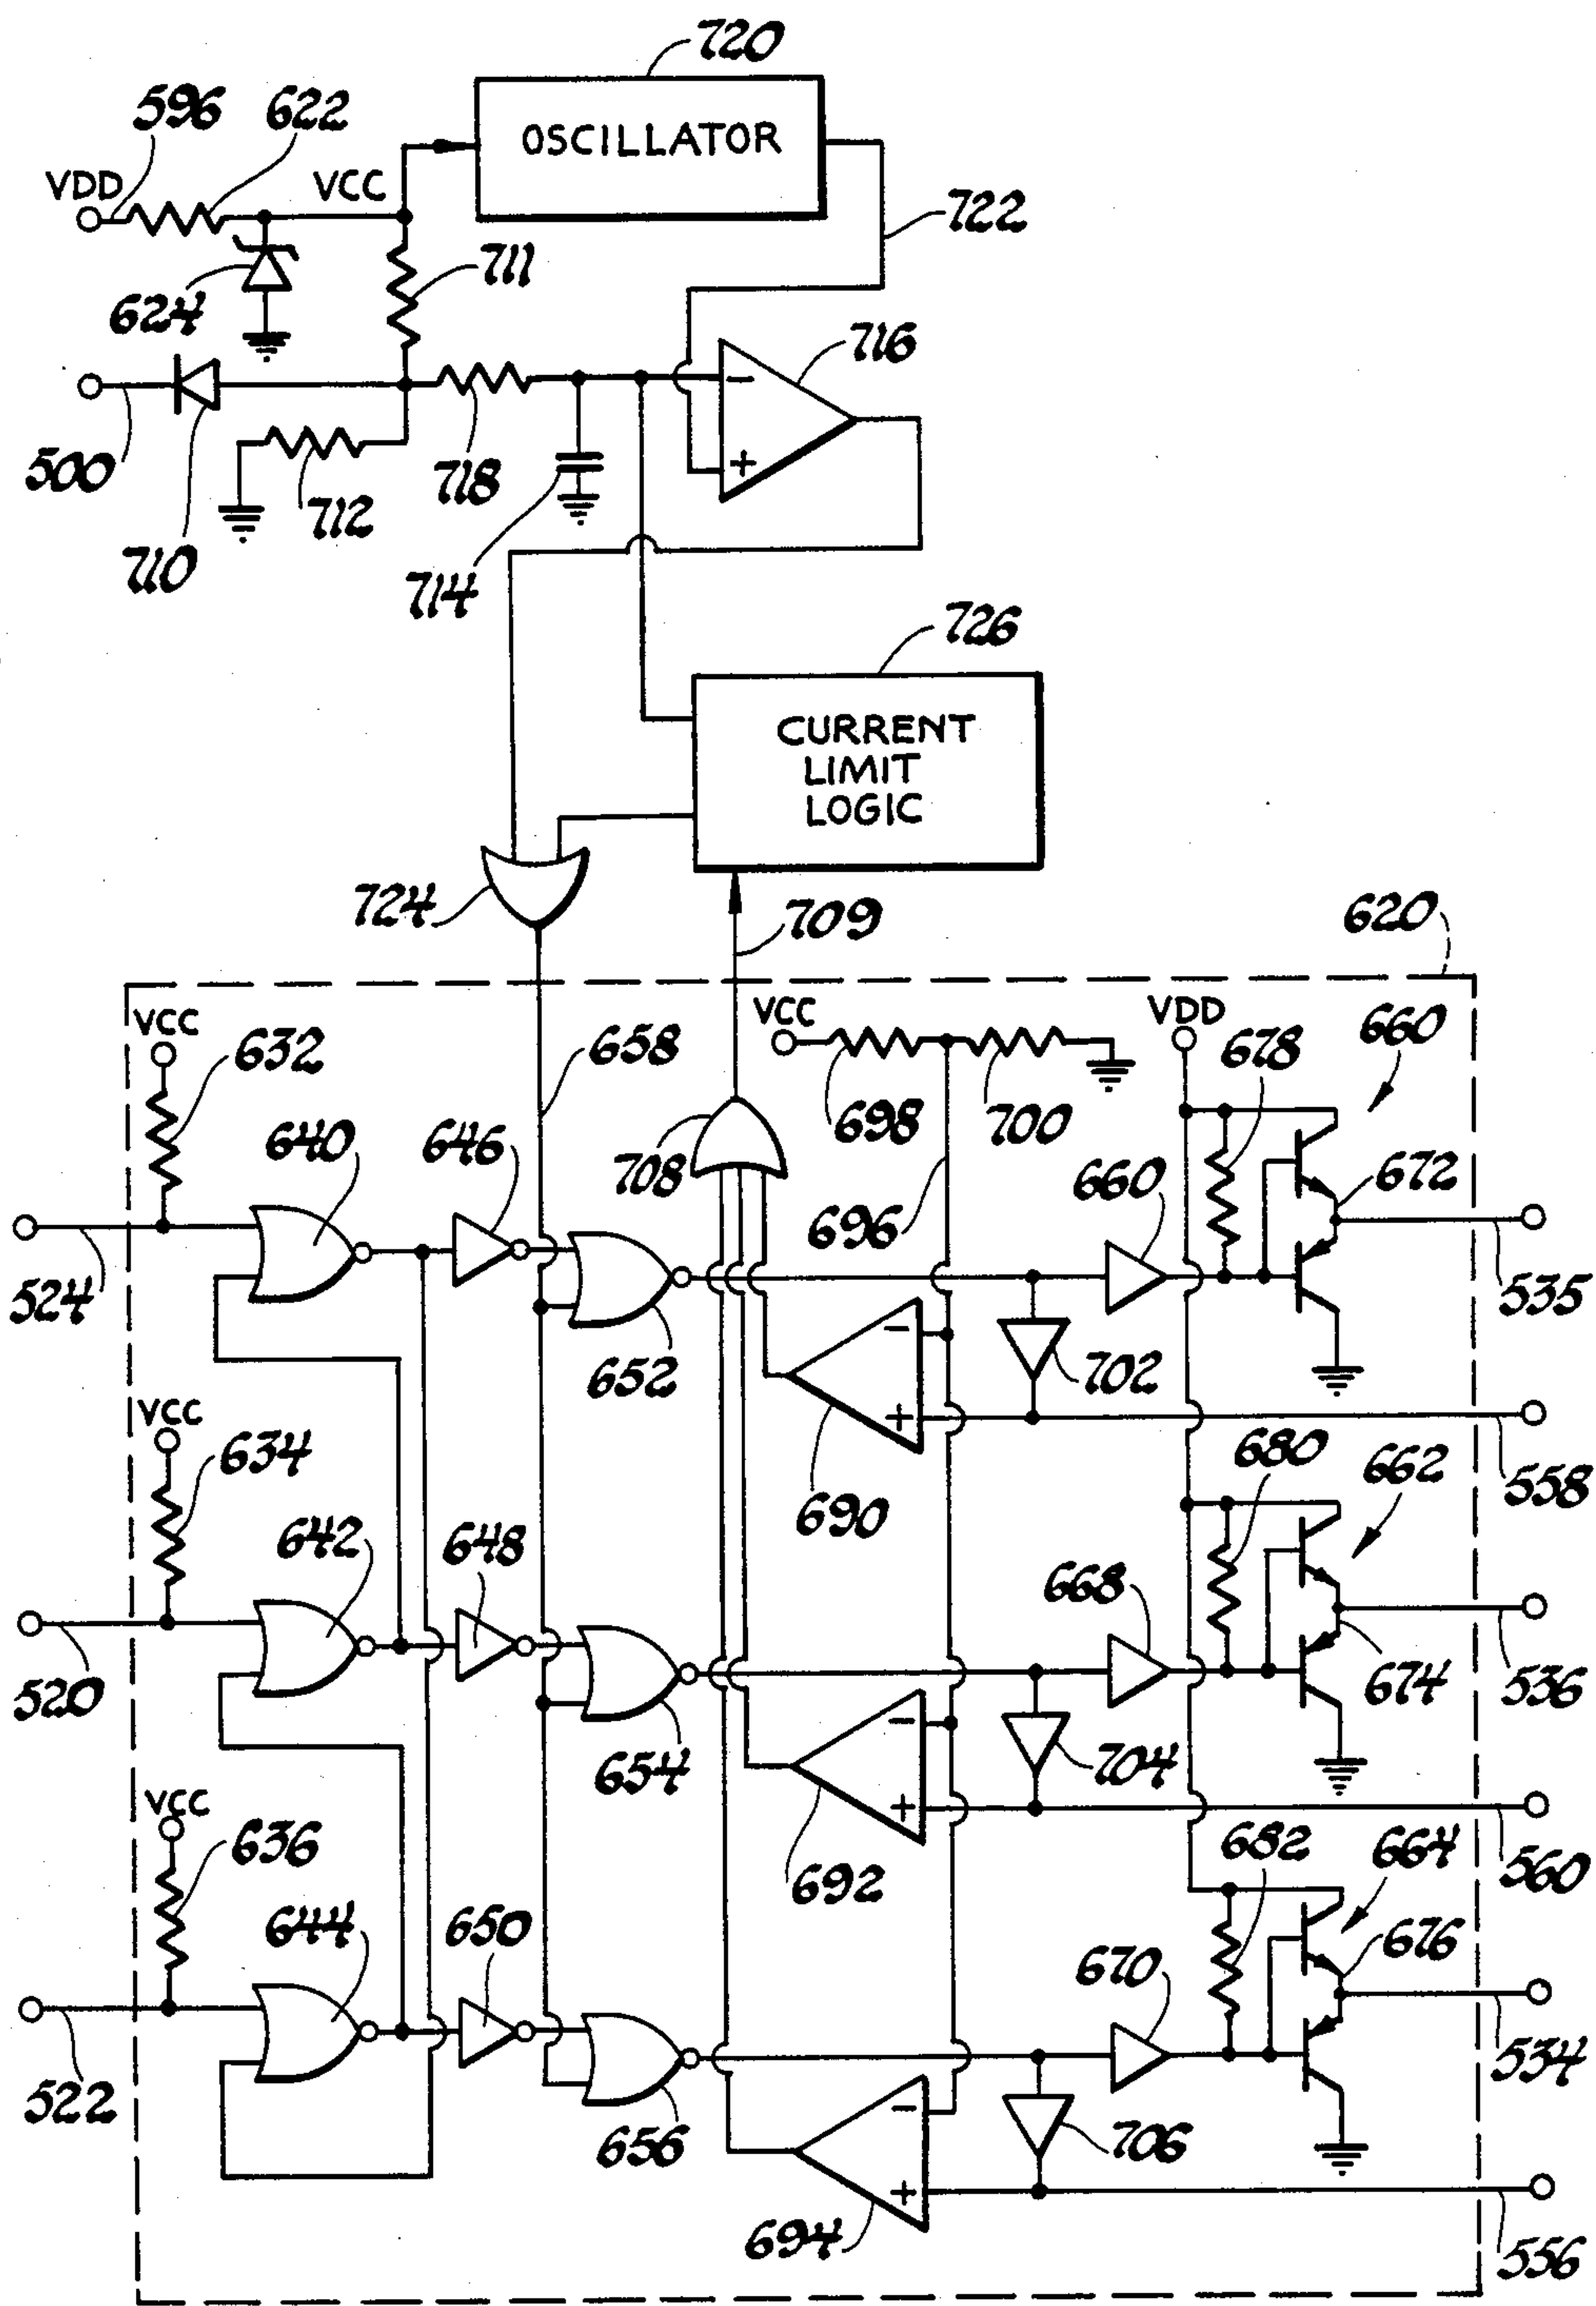 720
596 622
OSCILLATOR
VDD VCC
722
711
624
716
500
718
712
710
714
726
CURRENT
LIMIT
LOGIC
724
709
620
VCC VCC VDD
632 658 678 660
640 646 708 698 700
660 672
696
524 535
652 702
VCC
634 680 662
690 558
642 648
668
520 674 536
654 704
VCC
636 692 682 664
560
644 650 676
670
522 534
656 706
694
556